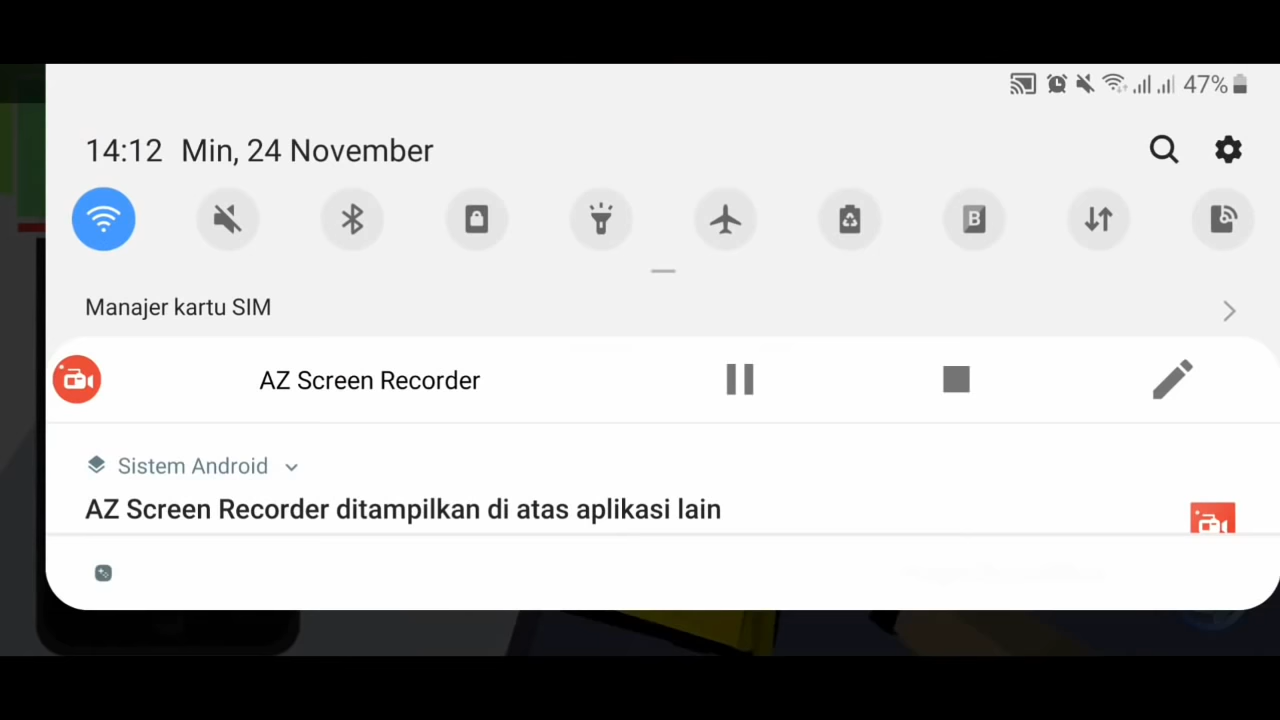 47%
14:12 Min, 24 November
B
Manajer kartu SIM
AZ Screen Recorder
Sistem Android
AZ Screen Recorder ditampilkan di atas aplikasi lain